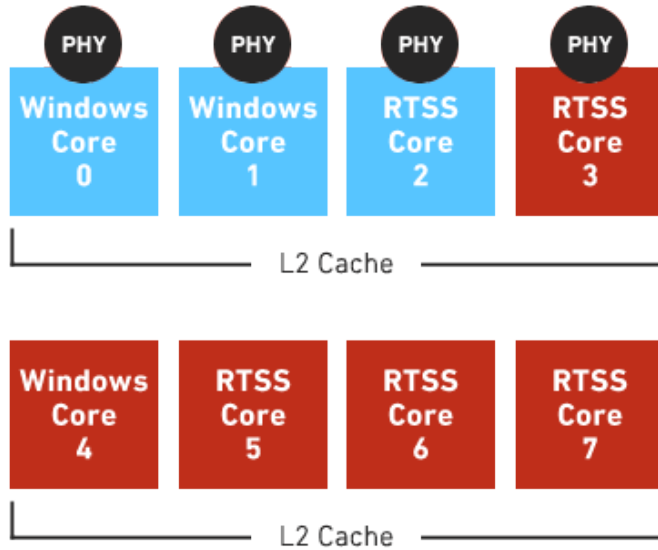 PHY PHY PHY PHY
Windows Windows RTSS RTSS
Core Core Core Core
0 1 2 3
L2 Cache
Windows RTSS RTSS RTSS
Core Core Core Core
4 5 6 7
L2 Cache